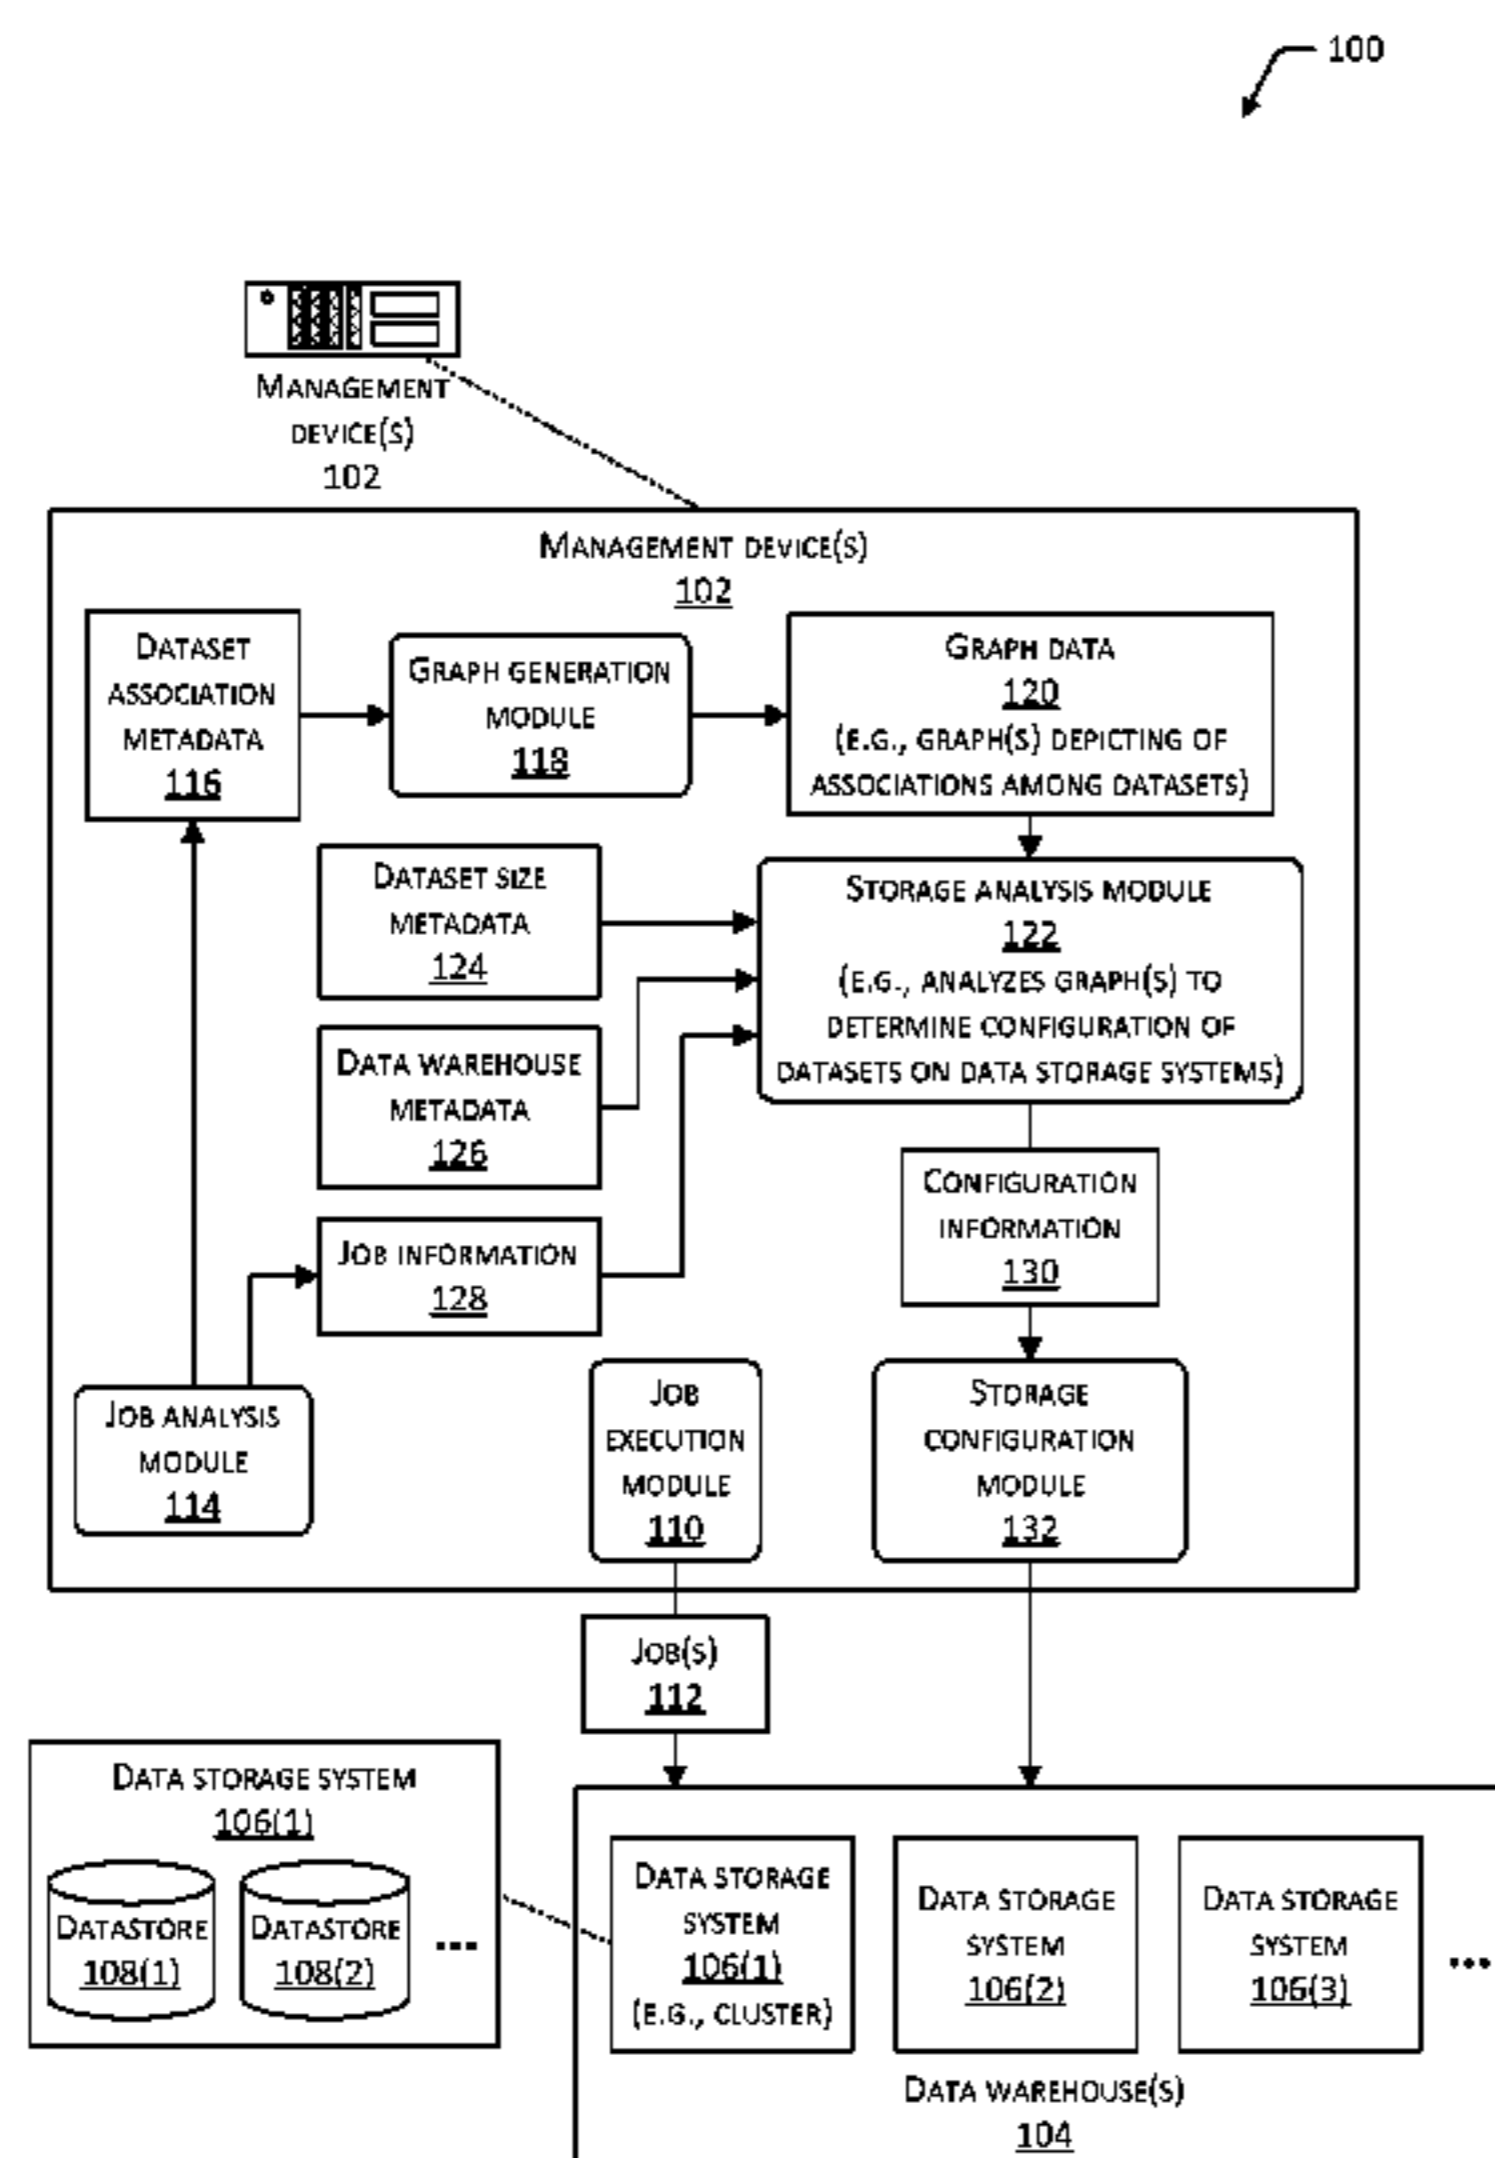 100
Management
device(s)
102
Management device(s)
102
Dataset
association
metadata
116
Graph generation
module
118
Graph data
120
(e.g., graph(s) depicting of
associations among datasets)
Dataset size
metadata
124
Storage analysis module
122
(e.g., analyzes graph(s) to
determine configuration of
datasets on data storage systems)
Data warehouse
metadata
126
Configuration
information
130
Job information
128
Job analysis
module
114
Job
execution
module
110
Storage
configuration
module
132
Job(s)
112
Data storage system
106(1)
Datastore
108(1)
Datastore
108(2)
...
Data storage
system
106(1)
(e.g., cluster)
Data storage
system
106(2)
Data storage
system
106(3)
...
Data warehouse(s)
104